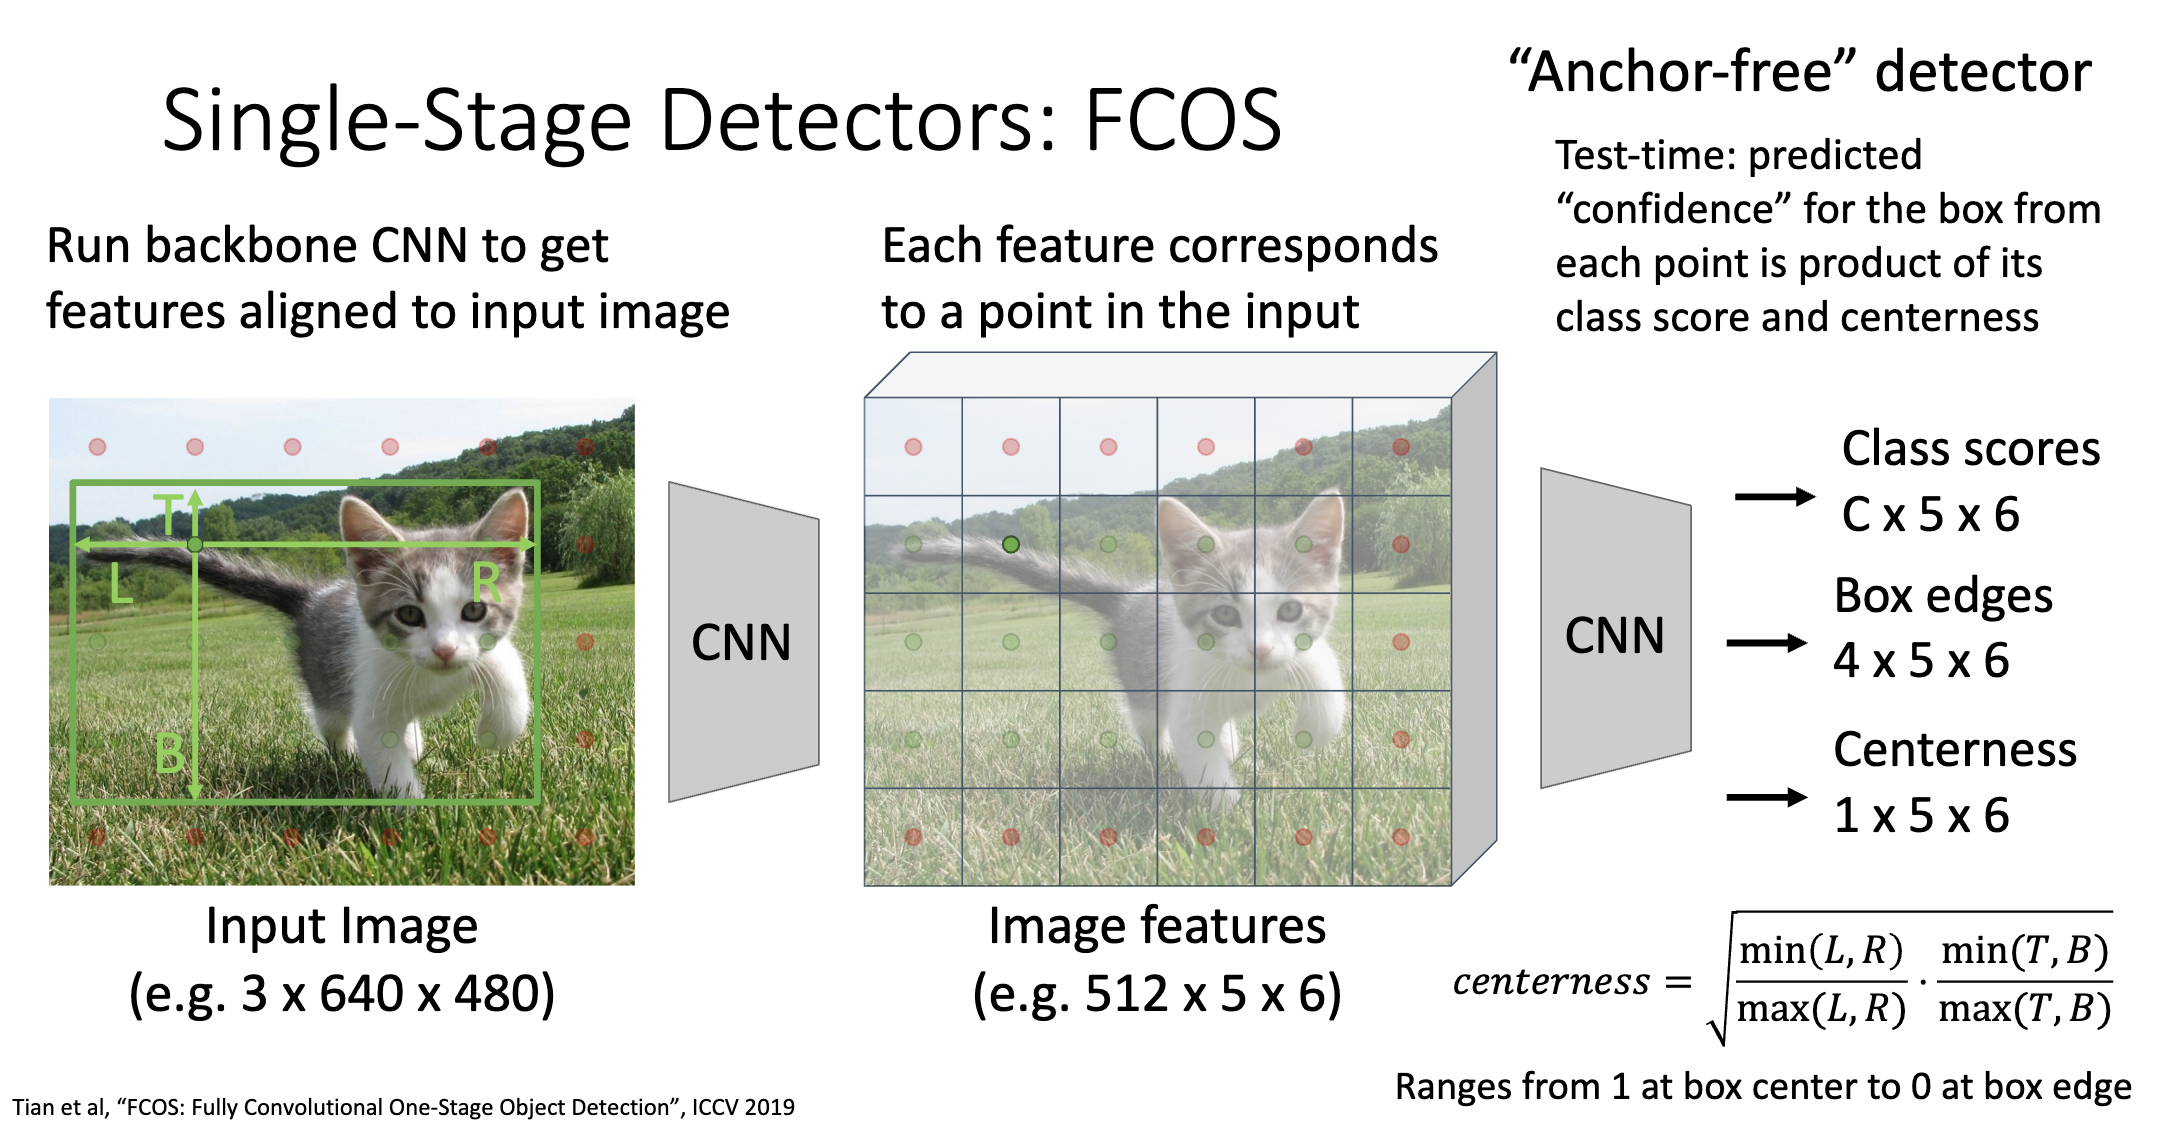 Single-Stage Detectors: FCOS
“Anchor-free” detector
Test-time: predicted
“confidence” for the box from
each point is product of its
class score and centerness
Run backbone CNN to get
features aligned to input image
Each feature corresponds
to a point in the input
T
L
R
B
CNN
CNN
Class scores
C x 5 x 6
Box edges
4 x 5 x 6
Centerness
1 x 5 x 6
Input Image
(e.g. 3 x 640 x 480)
Image features
(e.g. 512 x 5 x 6)
centerness = √(min(L, R)/max(L, R) · min(T, B)/max(T, B))
Ranges from 1 at box center to 0 at box edge
Tian et al, “FCOS: Fully Convolutional One-Stage Object Detection”, ICCV 2019